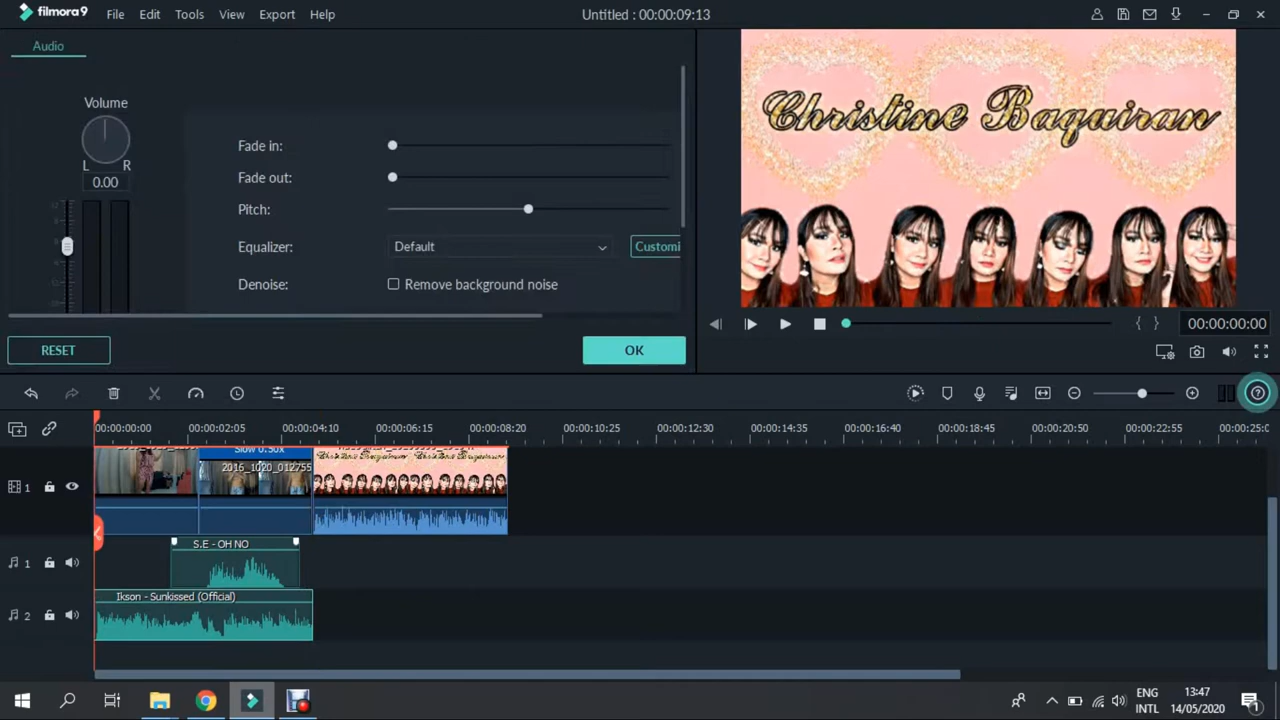 filmora9 File Edit Tools View Export Help Untitled : 00:00:09:13
Audio
Christine Baquiran
Volume
Fade in:
L R
0.00
Fade out:
Pitch:
Equalizer: Default Customi
Denoise: Remove background noise
00:00:00:00
RESET OK
00:00:00:00 00:00:02:05 00:00:04:10 00:00:06:15 00:00:08:20 00:00:10:25 00:00:12:30 00:00:14:35 00:00:16:40 00:00:18:45 00:00:20:50 00:00:22:55 00:00:25:0
Slow 0.50x
2016_1020_012755
1
S.E - OH NO
1
Ikson - Sunkissed (Official)
2
ENG 13:47
INTL 14/05/2020 1